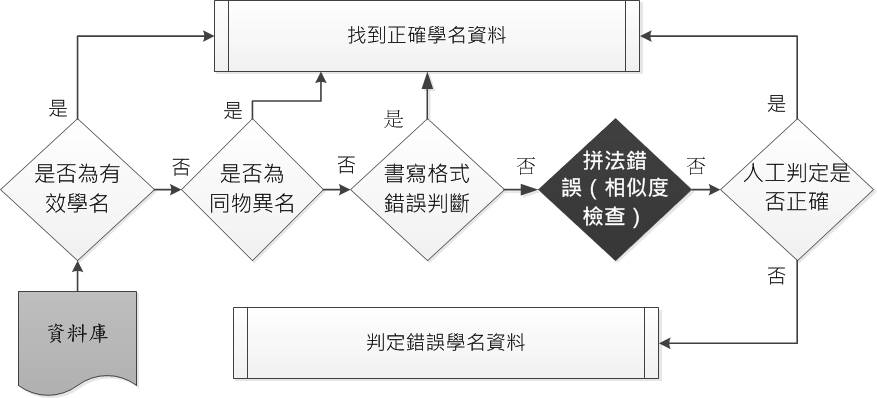 找到正確學名資料
是
是
是
是
是否為有
效學名
否
是否為
同物異名
否
書寫格式
錯誤判斷
否
拼法錯
誤（相似度
檢查）
否
人工判定是
否正確
否
資料庫
判定錯誤學名資料